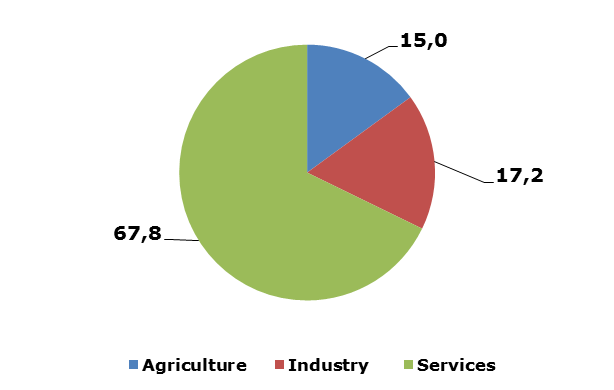 15,0
17,2
67,8
Agriculture
Industry
Services